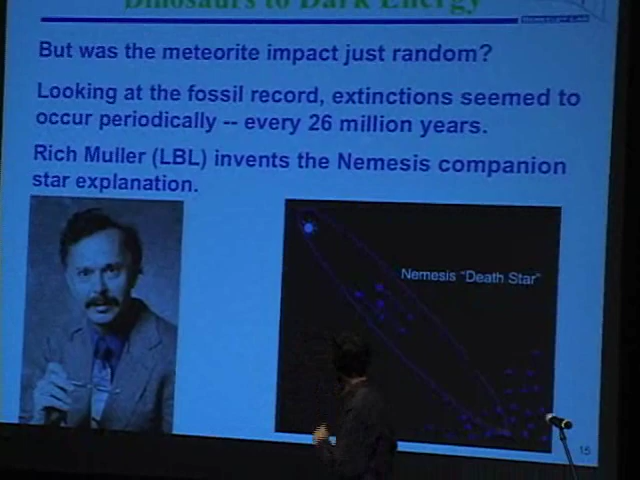 Dinosaurs to Dark Energy
But was the meteorite impact just random?
Looking at the fossil record, extinctions seemed to
occur periodically -- every 26 million years.
Rich Muller (LBL) invents the Nemesis companion
star explanation.
Nemesis "Death Star"
15